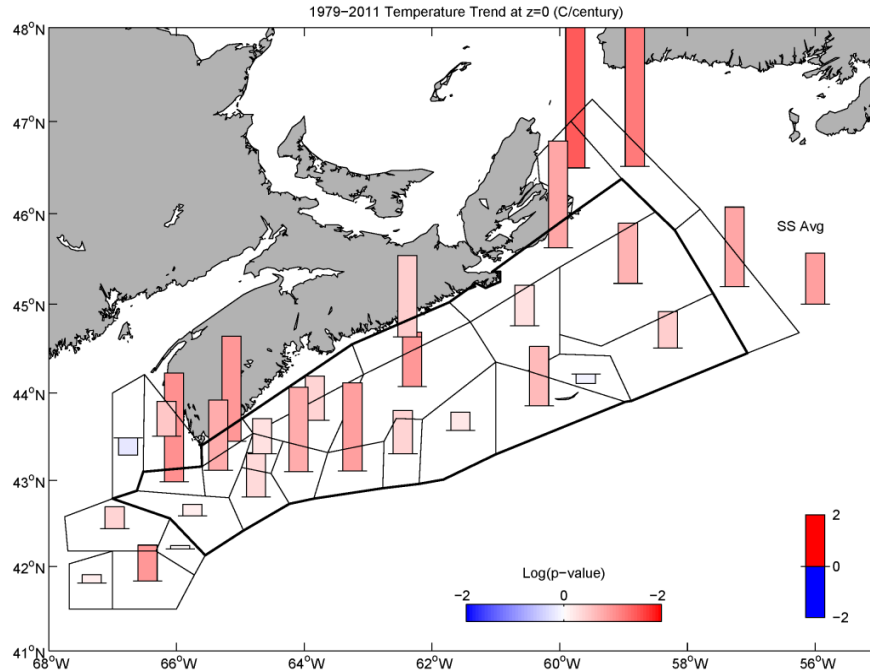 1979−2011 Temperature Trend at z=0 (C/century)
48°N
47°N
46°N
SS Avg
45°N
44°N
43°N
42°N
2
0
−2
Log(p−value)
−2 0 −2
41°N
68°W 66°W 64°W 62°W 60°W 58°W 56°W